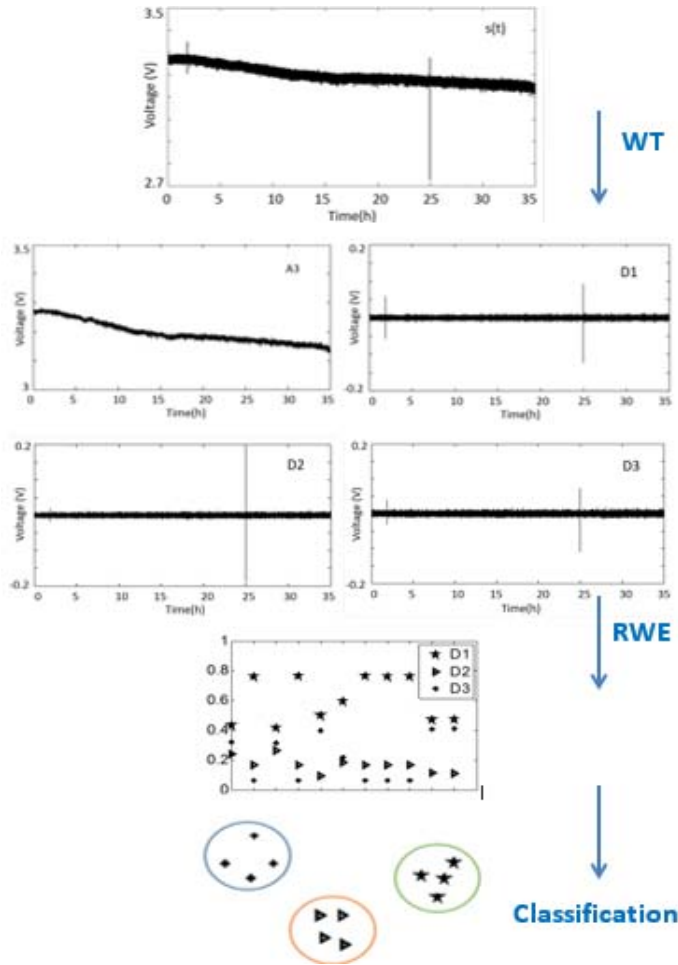 3.5
s(t)
Voltage (V)
2.7
0 5 10 15 20 25 30 35
Time(h)
WT
3.5
A3
Voltage (V)
3
0 5 10 15 20 25 30 35
Time(h)
0.2
D1
Voltage (V)
-0.2
0 5 10 15 20 25 30 35
Time(h)
0.2
D2
Voltage (V)
-0.2
0 5 10 15 20 25 30 35
Time(h)
0.2
D3
Voltage (V)
-0.2
0 5 10 15 20 25 30 35
Time(h)
RWE
1
0.8
0.6
0.4
0.2
0
D1
D2
D3
Classification